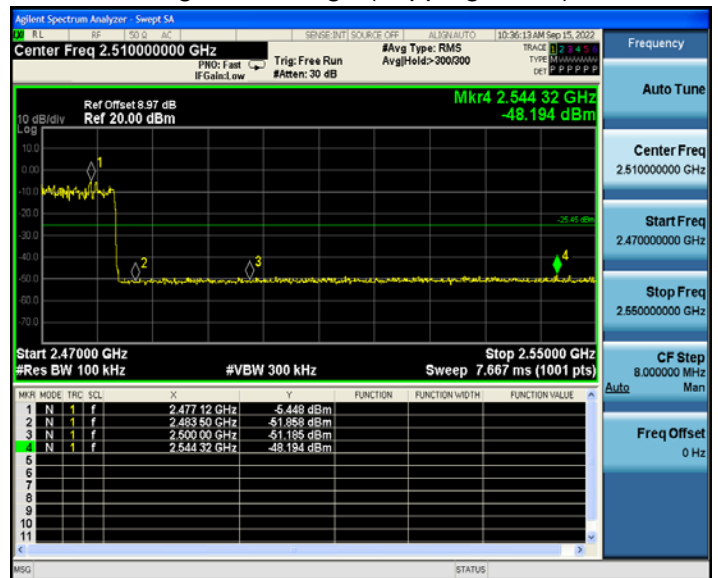 Agilent Spectrum Analyzer - Swept SA
RL RF 50 Ω AC SENSE:INT SOURCE OFF ALIGN AUTO 10:36:13 AM Sep 15, 2022
Center Freq 2.510000000 GHz
PNO: Fast
IFGain:Low
Trig: Free Run
#Atten: 30 dB
#Avg Type: RMS
Avg|Hold:>300/300
TRACE 1 2 3 4 5 6
TYPE MWWWWW
DET P P P P P P
Frequency
Ref Offset 8.97 dB
10 dB/div Ref 20.00 dBm
Log
Mkr4 2.544 32 GHz
-48.194 dBm
10.0
0.00
-10.0
-20.0
-30.0
-40.0
-50.0
-60.0
-70.0
1
2
3
4
-25.45 dBm
Start 2.47000 GHz
#Res BW 100 kHz
#VBW 300 kHz
Stop 2.55000 GHz
Sweep 7.667 ms (1001 pts)
MKR MODE TRC SCL X Y FUNCTION FUNCTION WIDTH FUNCTION VALUE
1 N 1 f 2.477 12 GHz -5.448 dBm
2 N 1 f 2.483 50 GHz -51.858 dBm
3 N 1 f 2.500 00 GHz -51.185 dBm
4 N 1 f 2.544 32 GHz -48.194 dBm
5
6
7
8
9
10
11
MSG
STATUS
Auto Tune
Center Freq
2.510000000 GHz
Start Freq
2.470000000 GHz
Stop Freq
2.550000000 GHz
CF Step
8.000000 MHz
Auto Man
Freq Offset
0 Hz